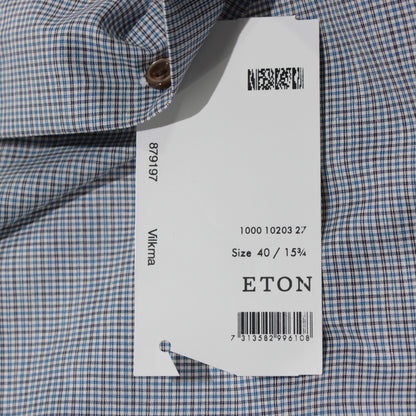 879197
Vilkma
1000 10203 27
Size 40 / 15¾
ETON
7 313582 996108